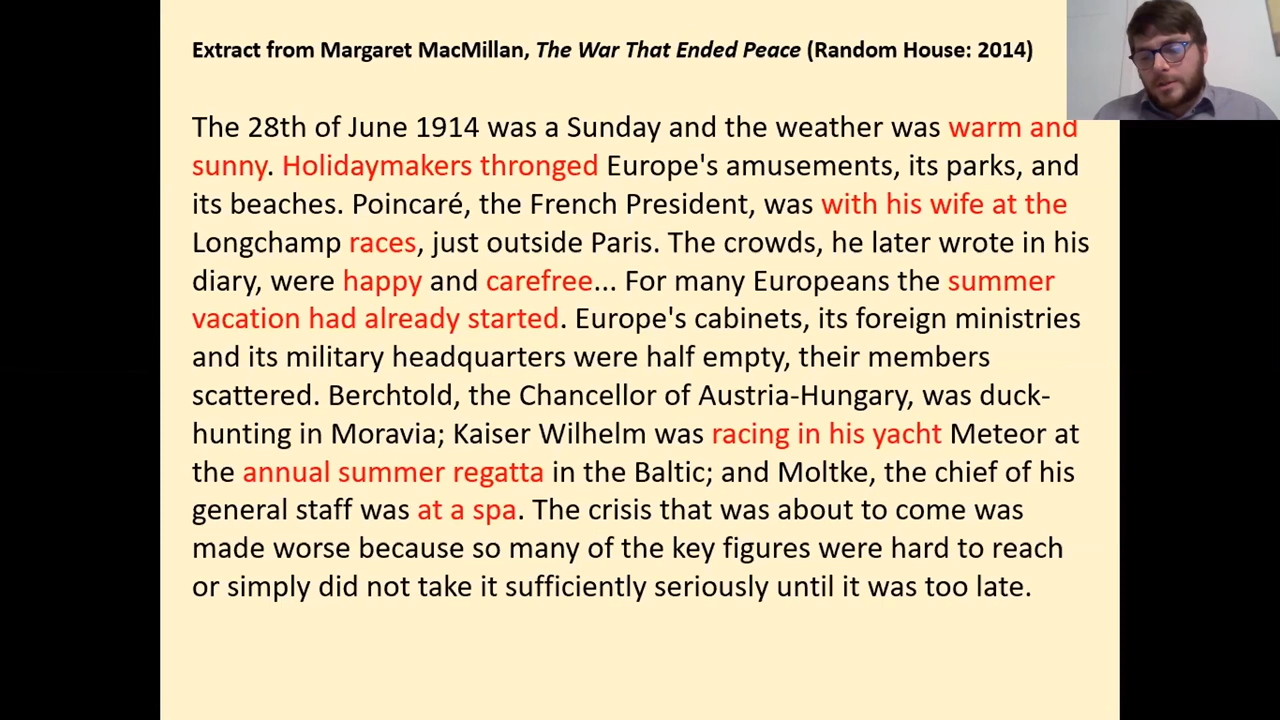 Extract from Margaret MacMillan, The War That Ended Peace (Random House: 2014)
The 28th of June 1914 was a Sunday and the weather was warm and
sunny. Holidaymakers thronged Europe's amusements, its parks, and
its beaches. Poincaré, the French President, was with his wife at the
Longchamp races, just outside Paris. The crowds, he later wrote in his
diary, were happy and carefree... For many Europeans the summer
vacation had already started. Europe's cabinets, its foreign ministries
and its military headquarters were half empty, their members
scattered. Berchtold, the Chancellor of Austria-Hungary, was duck-
hunting in Moravia; Kaiser Wilhelm was racing in his yacht Meteor at
the annual summer regatta in the Baltic; and Moltke, the chief of his
general staff was at a spa. The crisis that was about to come was
made worse because so many of the key figures were hard to reach
or simply did not take it sufficiently seriously until it was too late.